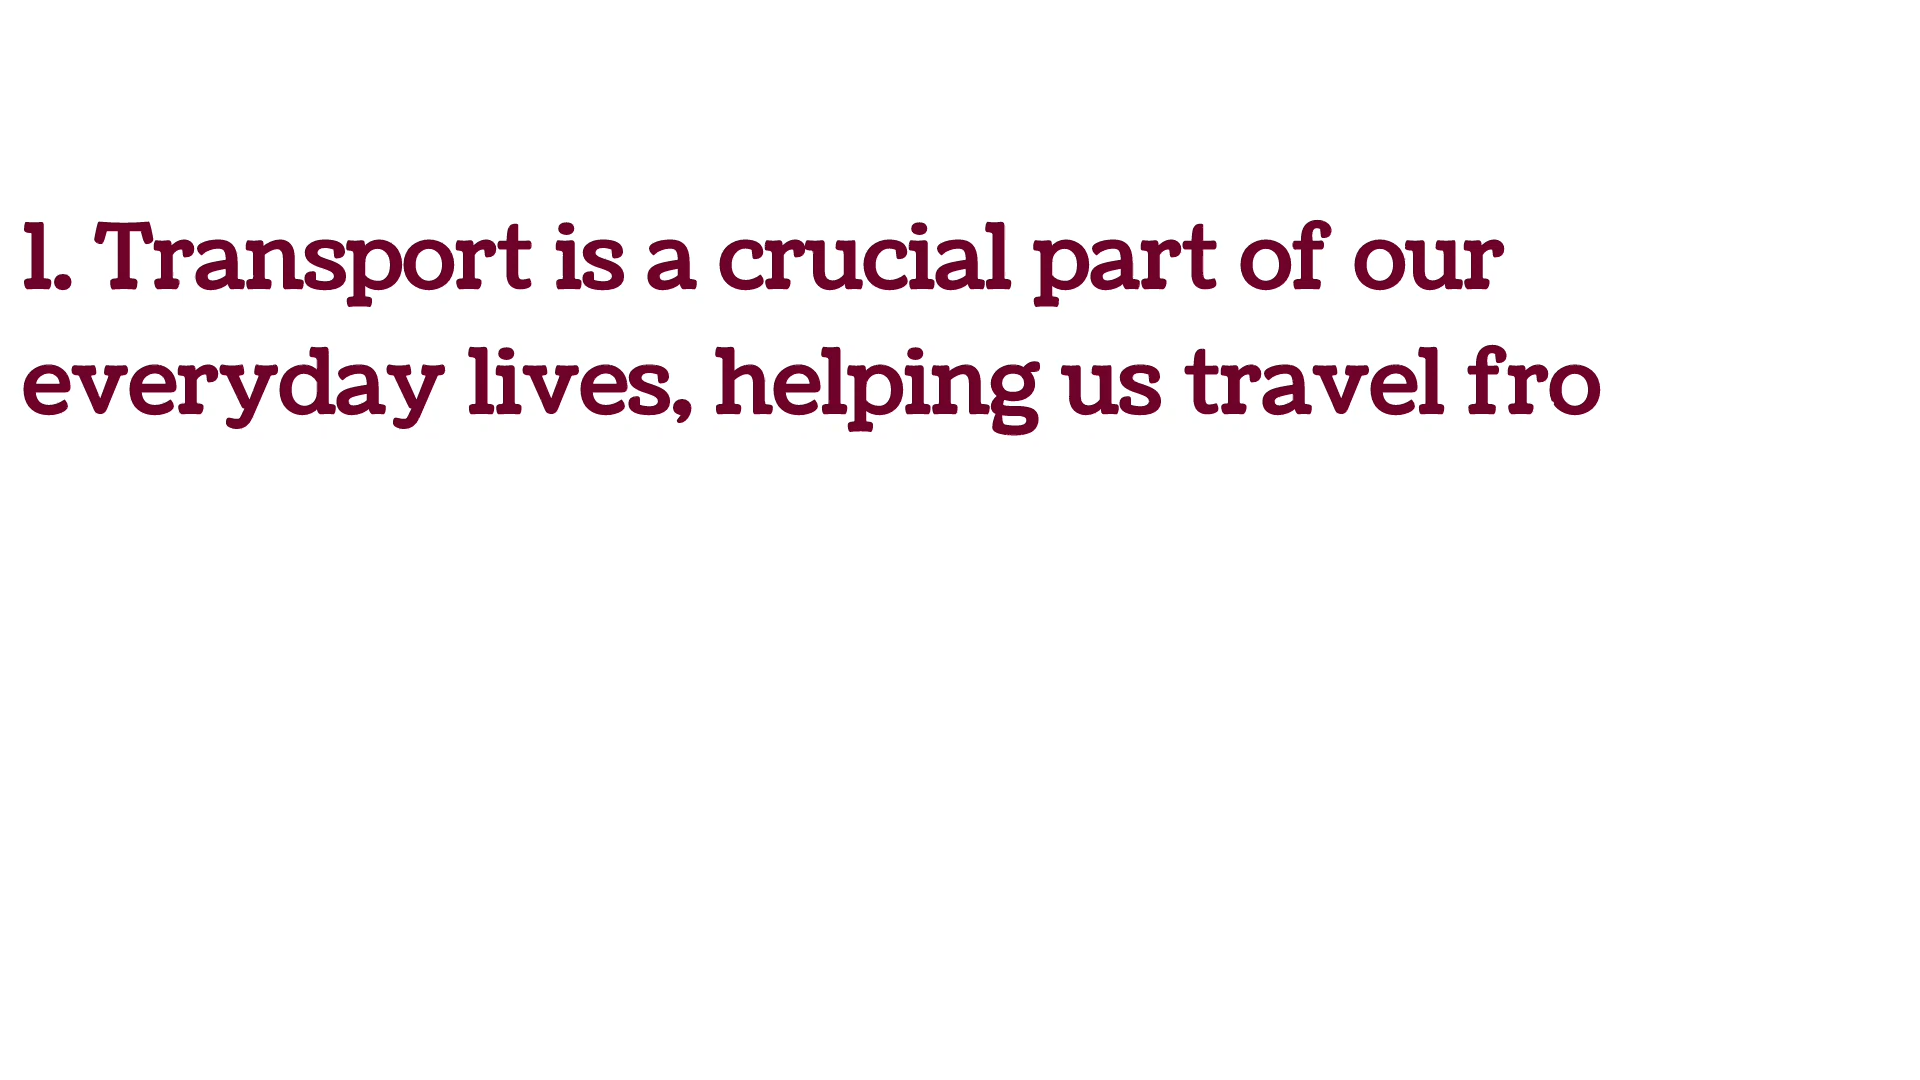 1. Transport is a crucial part of our
everyday lives, helping us travel fro